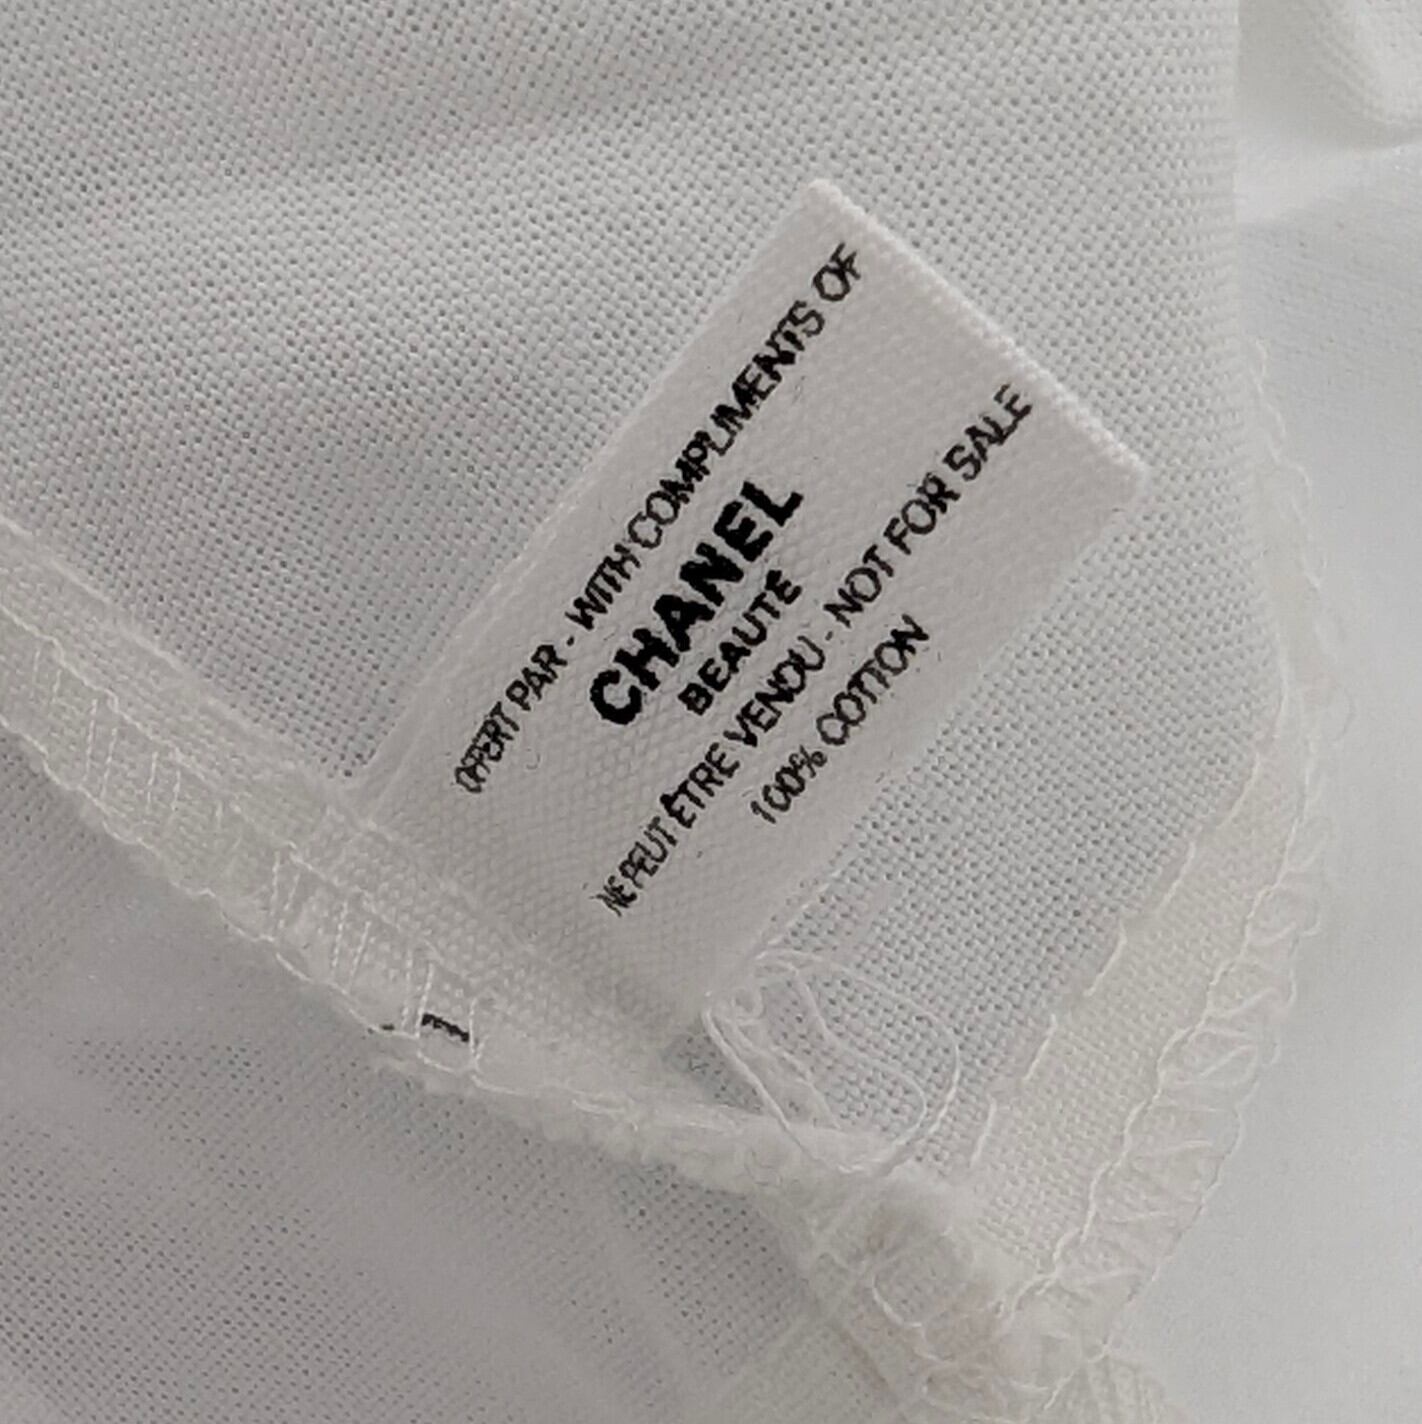 OFFERT PAR - WITH COMPLIMENTS OF
CHANEL
BEAUTÉ
NE PEUT ÊTRE VENDU - NOT FOR SALE
100% COTTON